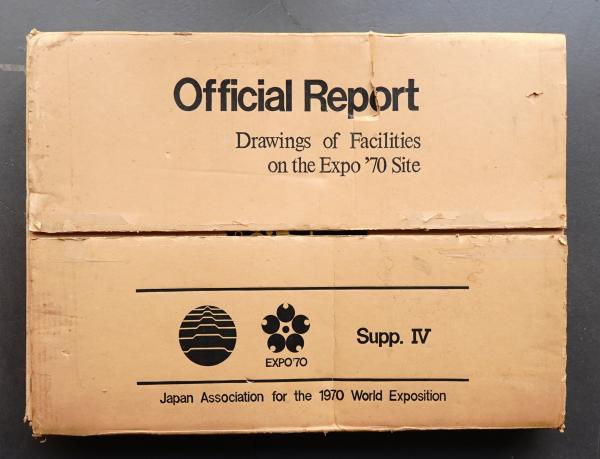 Official Report
Drawings of Facilities
on the Expo '70 Site
EXPO'70
Supp. IV
Japan Association for the 1970 World Exposition